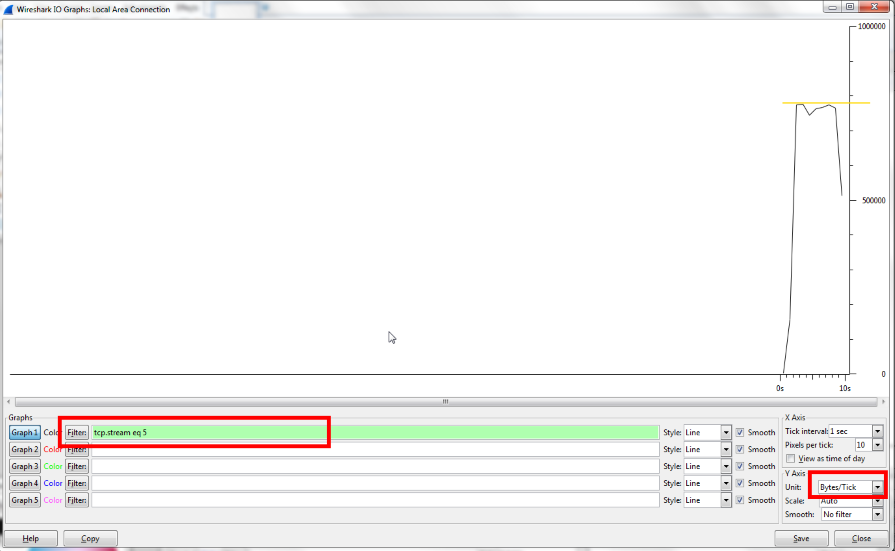 Wireshark IO Graphs: Local Area Connection
1000000
500000
0
0s 10s
Graphs
Graph 1 Color Filter: tcp.stream eq 5 Style: Line Smooth
Graph 2 Color Filter: Style: Line Smooth
Graph 3 Color Filter: Style: Line Smooth
Graph 4 Color Filter: Style: Line Smooth
Graph 5 Color Filter: Style: Line Smooth
X Axis
Tick interval: 1 sec
Pixels per tick: 10
View as time of day
Y Axis
Unit: Bytes/Tick
Scale: Auto
Smooth: No filter
Help Copy Save Close